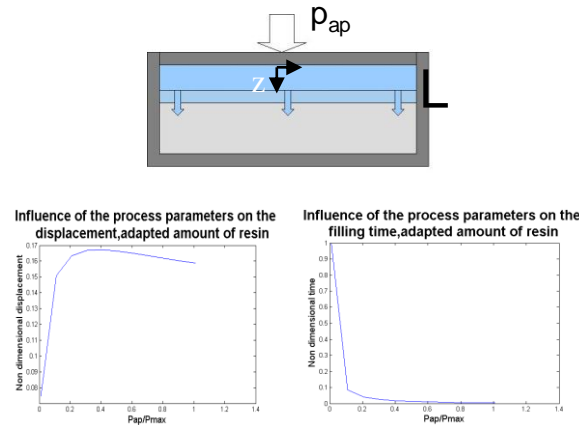 pap
z
L
Influence of the process parameters on the
displacement,adapted amount of resin
Non dimensional displacement
0.17
0.16
0.15
0.14
0.13
0.12
0.11
0.1
0.09
0.08
0.07
0 0.2 0.4 0.6 0.8 1 1.2 1.4
Pap/Pmax
Influence of the process parameters on the
filling time,adapted amount of resin
Non dimensional time
1
0.9
0.8
0.7
0.6
0.5
0.4
0.3
0.2
0.1
0
0 0.2 0.4 0.6 0.8 1 1.2 1.4
Pap/Pmax